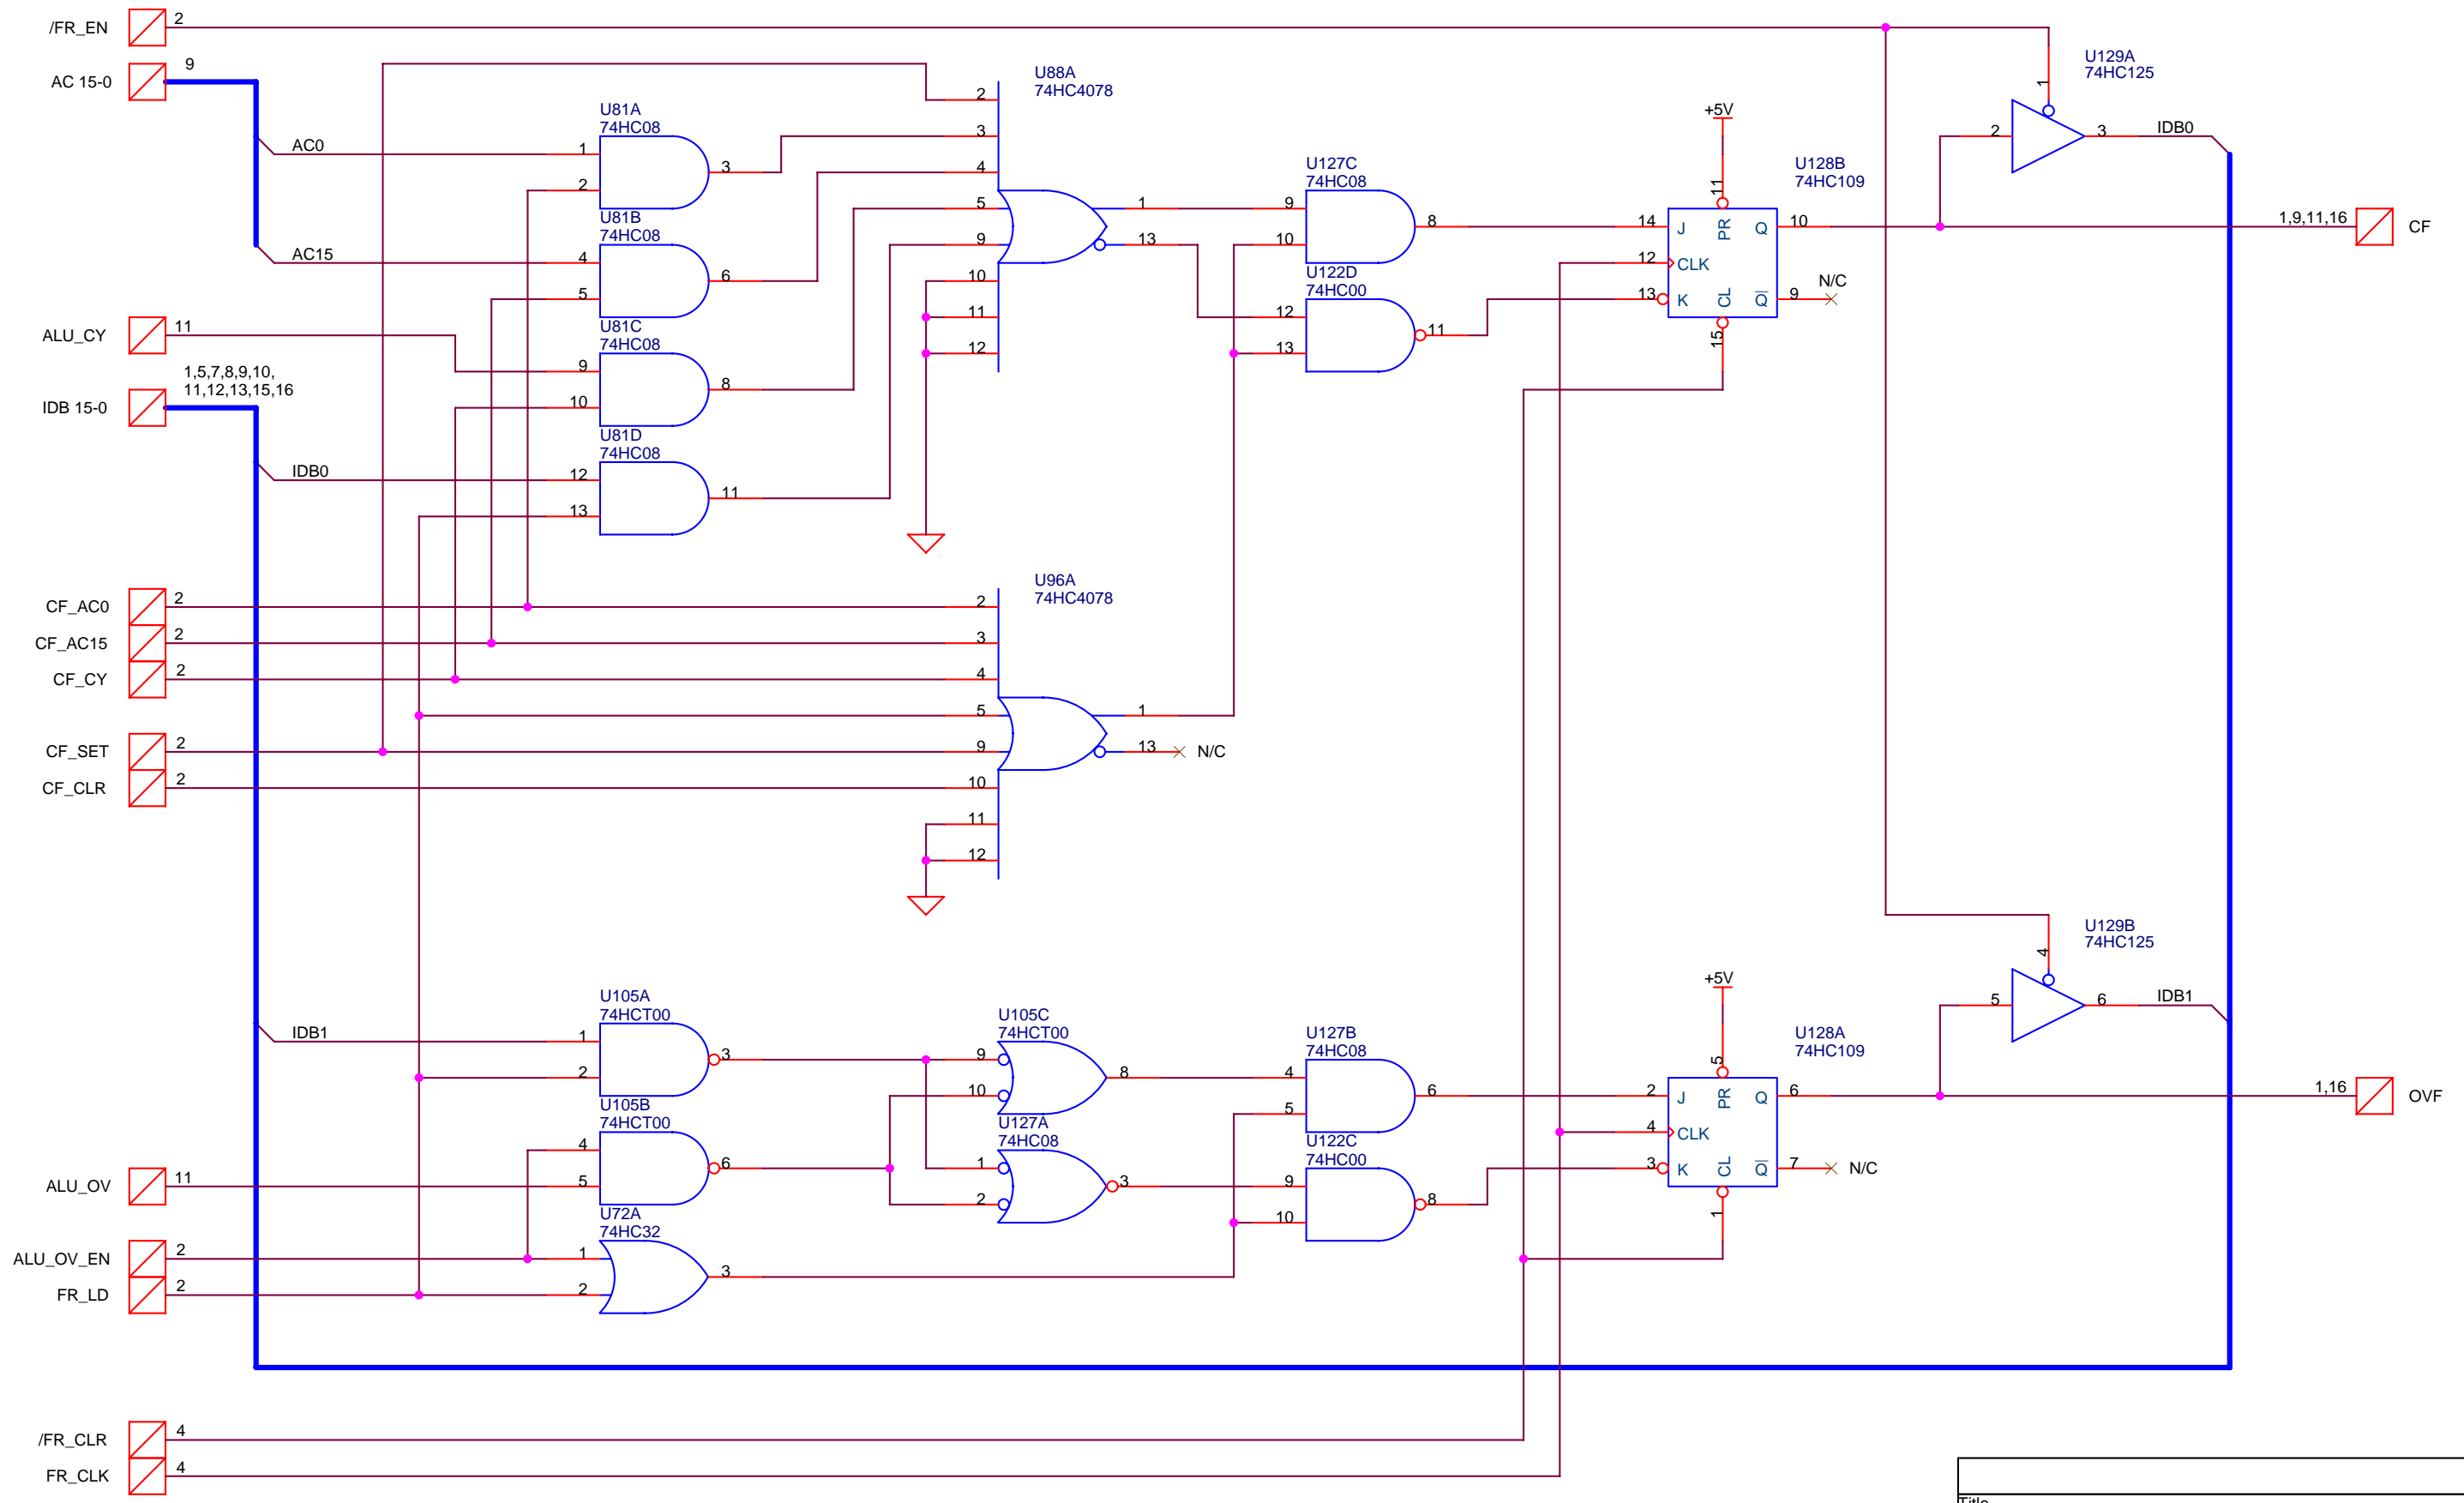 /FR_EN 2
AC 15-0 9
AC0
AC15
ALU_CY 11
1,5,7,8,9,10,
11,12,13,15,16
IDB 15-0
IDB0
CF_AC0 2
CF_AC15 2
CF_CY 2
CF_SET 2
CF_CLR 2
IDB1
ALU_OV 11
ALU_OV_EN 2
FR_LD 2
/FR_CLR 4
FR_CLK 4
U81A
74HC08
1
2
3
U81B
74HC08
4
5
6
U81C
74HC08
9
10
8
U81D
74HC08
12
13
11
U88A
74HC4078
2
3
4
5
9
10
11
12
1
13
U96A
74HC4078
2
3
4
5
9
10
11
12
1
13 N/C
U105A
74HCT00
1
2
3
U105B
74HCT00
4
5
6
U72A
74HC32
1
2
3
U105C
74HCT00
9
10
8
U127A
74HC08
1
2
3
U127C
74HC08
9
10
8
U122D
74HC00
12
13
11
U127B
74HC08
4
5
6
U122C
74HC00
9
10
8
+5V
U128B
74HC109
11
14 J PR Q 10
12 CLK
13 K CL Q 9
N/C
15
+5V
U128A
74HC109
5
2 J PR Q 6
4 CLK
3 K CL Q 7 N/C
1
U129A
74HC125
1
2
3 IDB0
1,9,11,16 CF
U129B
74HC125
4
5
6 IDB1
1,16 OVF
Title